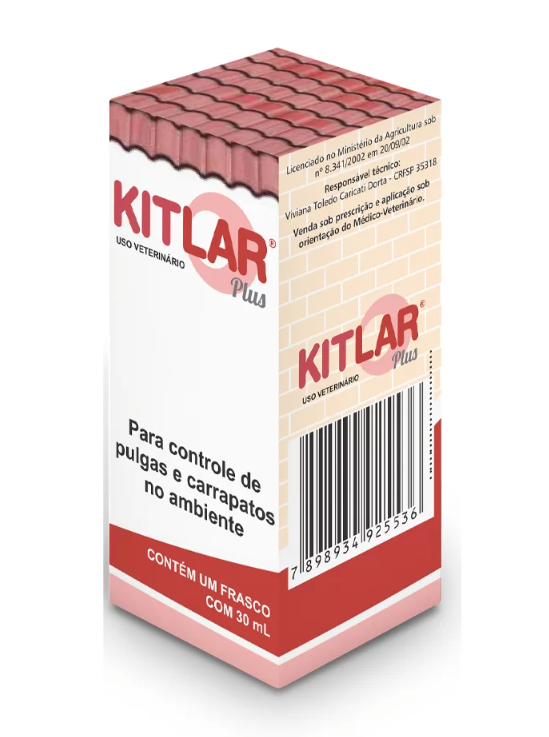 KITLAR®
USO VETERINÁRIO
Plus
Para controle de
pulgas e carrapatos
no ambiente
CONTÉM UM FRASCO
COM 30 mL
Licenciado no Ministério da Agricultura sob
nº 8.341/2002 em 20/09/02
Responsável técnico:
Viviana Toledo Caricati Dorta - CRFSP 35318
Venda sob prescrição e aplicação sob
orientação do Médico-Veterinário.
KITLAR®
Plus
USO VETERINÁRIO
7 898934 925536